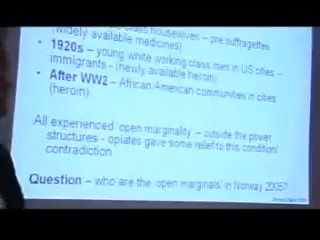 class housewives – pre suffragettes
(widely available medicines)
• 1920s – young white working class men in US cities -
immigrants – (newly available heroin)
• After WW2 – African American communities in cities
(heroin)
All experienced 'open marginality' – outside the power
structures - opiates gave some relief to this condition/
contradiction
Question – who are the 'open marginals' in Norway 2005?